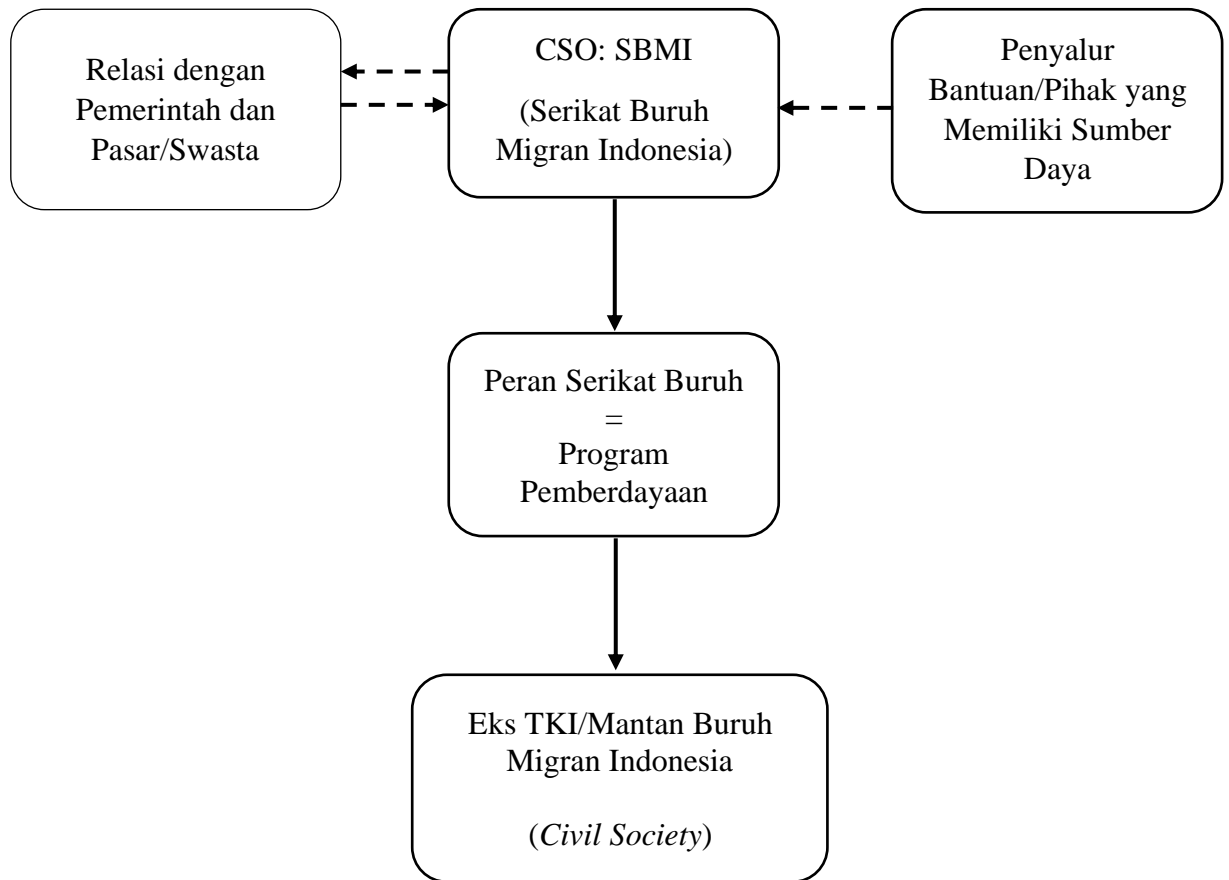 Relasi dengan
Pemerintah dan
Pasar/Swasta
CSO: SBMI
(Serikat Buruh
Migran Indonesia)
Penyalur
Bantuan/Pihak yang
Memiliki Sumber
Daya
Peran Serikat Buruh
=
Program
Pemberdayaan
Eks TKI/Mantan Buruh
Migran Indonesia
(Civil Society)